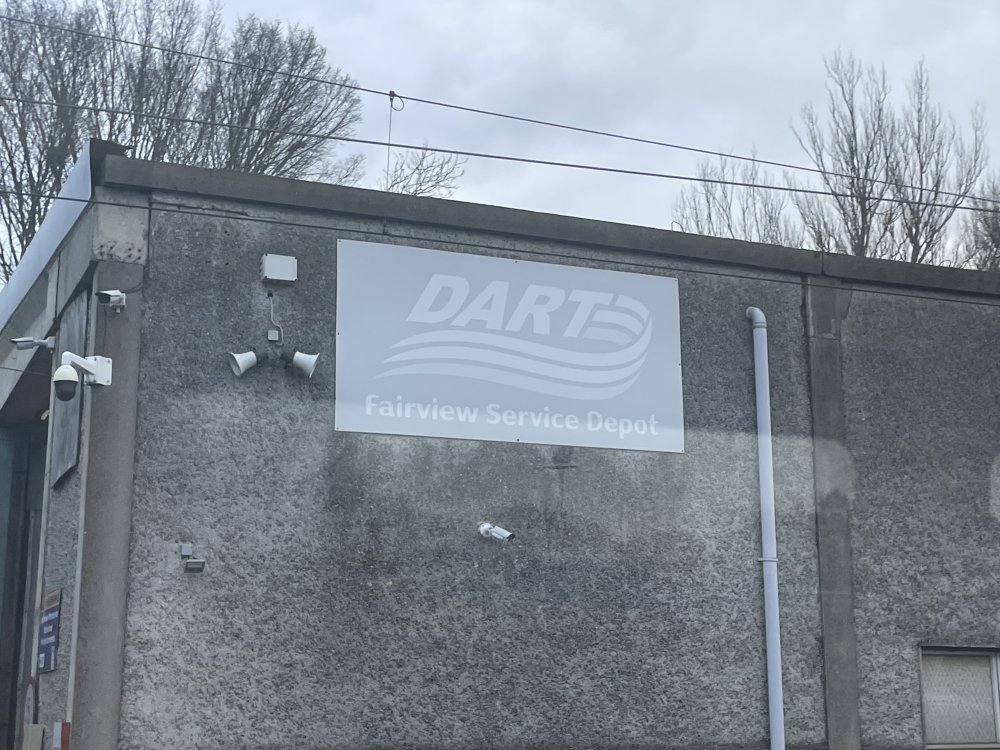 DART
Fairview Service Depot